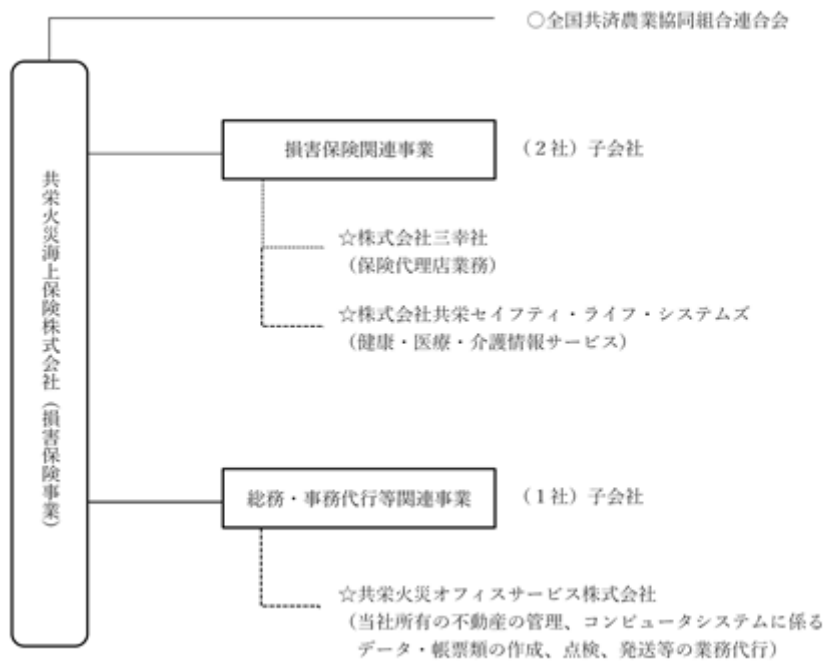 ○全国共済農業協同組合連合会
共栄火災海上保険株式会社（損害保険事業）
損害保険関連事業
（２社）子会社
☆株式会社三幸社
（保険代理店業務）
☆株式会社共栄セイフティ・ライフ・システムズ
（健康・医療・介護情報サービス）
総務・事務代行等関連事業
（１社）子会社
☆共栄火災オフィスサービス株式会社
（当社所有の不動産の管理、コンピュータシステムに係る
データ・帳票類の作成、点検、発送等の業務代行）